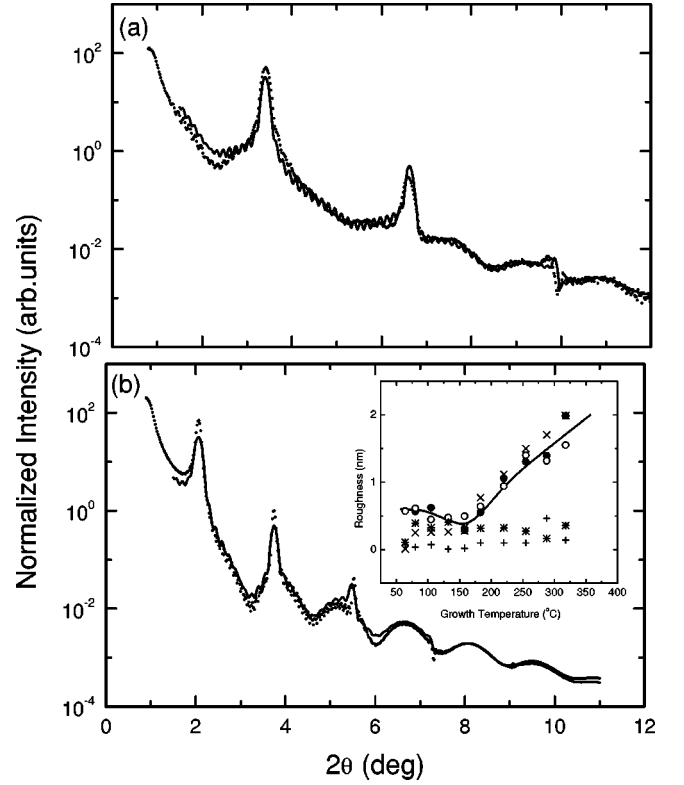 (a)
10²
10⁰
10⁻²
10⁻⁴
Normalized Intensity (arb.units)
(b)
10²
10⁰
10⁻²
10⁻⁴
0 2 4 6 8 10 12
2θ (deg)
Roughness (nm)
2
1
0
50 100 150 200 250 300 350 400
Growth Temperature (°C)